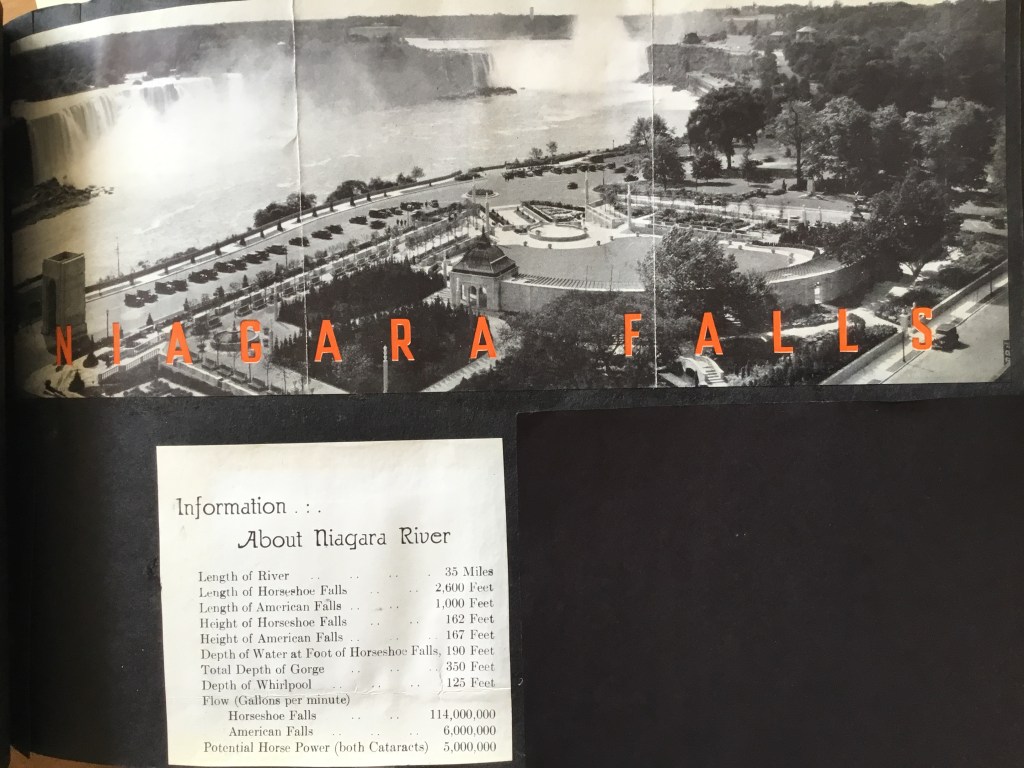 NIAGARA FALLS
Information . : .
About Niagara River
Length of River .. .. .. . 35 Miles
Length of Horseshoe Falls .. .. 2,600 Feet
Length of American Falls .. .. 1,000 Feet
Height of Horseshoe Falls .. .. 162 Feet
Height of American Falls .. .. 167 Feet
Depth of Water at Foot of Horseshoe Falls, 190 Feet
Total Depth of Gorge .. .. .. 350 Feet
Depth of Whirlpool .. .. .. 125 Feet
Flow (Gallons per minute)
Horseshoe Falls .. .. 114,000,000
American Falls .. .. 6,000,000
Potential Horse Power (both Cataracts) 5,000,000